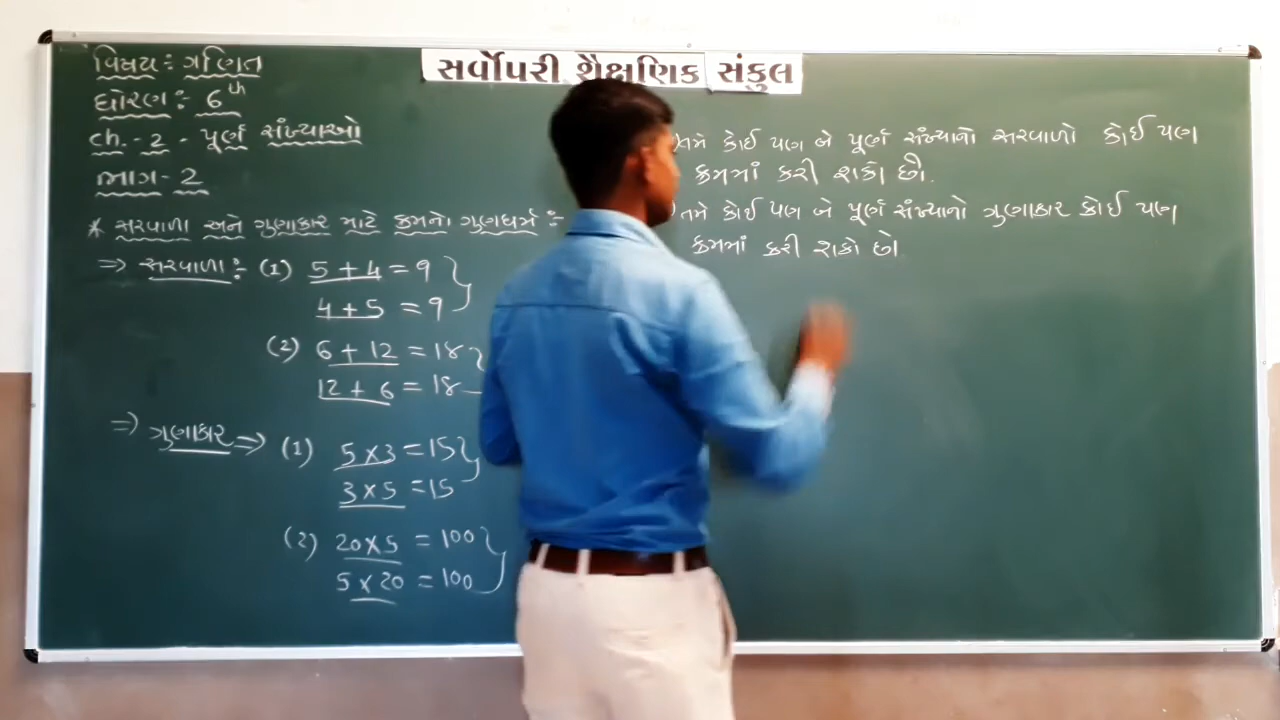 સર્વોપરી શૈક્ષણિક સંકુલ
વિષય :- ગણિત
ધોરણ :- 6th
ch. - 2 - પૂર્ણ સંખ્યાઓ
ભાગ - 2
* સરવાળા અને ગુણાકાર માટે ક્રમનો ગુણધર્મ :-
=> સરવાળા :- (1) 5 + 4 = 9
4 + 5 = 9
(2) 6 + 12 = 18
12 + 6 = 18
=> ગુણાકાર => (1) 5 x 3 = 15
3 x 5 = 15
(2) 20 x 5 = 100
5 x 20 = 100
તમે કોઈ પણ બે પૂર્ણ સંખ્યાનો સરવાળો કોઈ પણ
ક્રમમાં કરી શકો છો.
તમે કોઈ પણ બે પૂર્ણ સંખ્યાનો ગુણાકાર કોઈ પણ
ક્રમમાં કરી શકો છો.